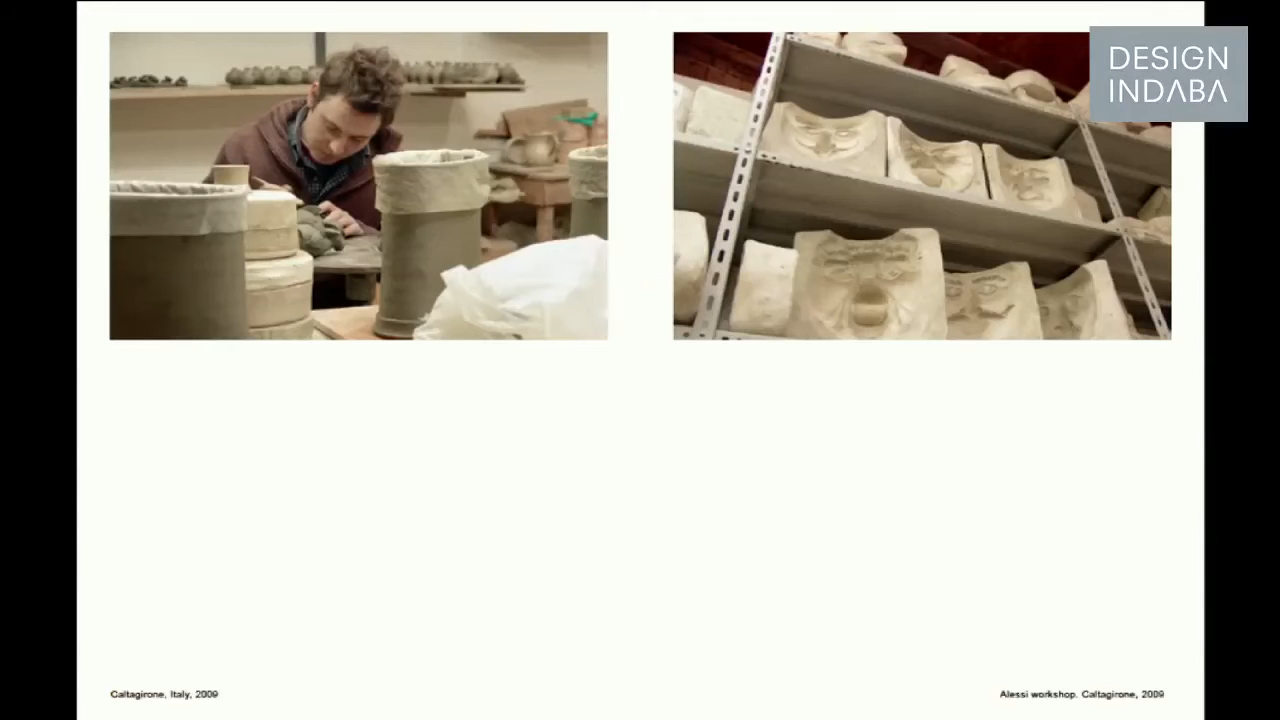 DESIGN
INDABA
Caltagirone, Italy, 2009
Alessi workshop. Caltagirone, 2009